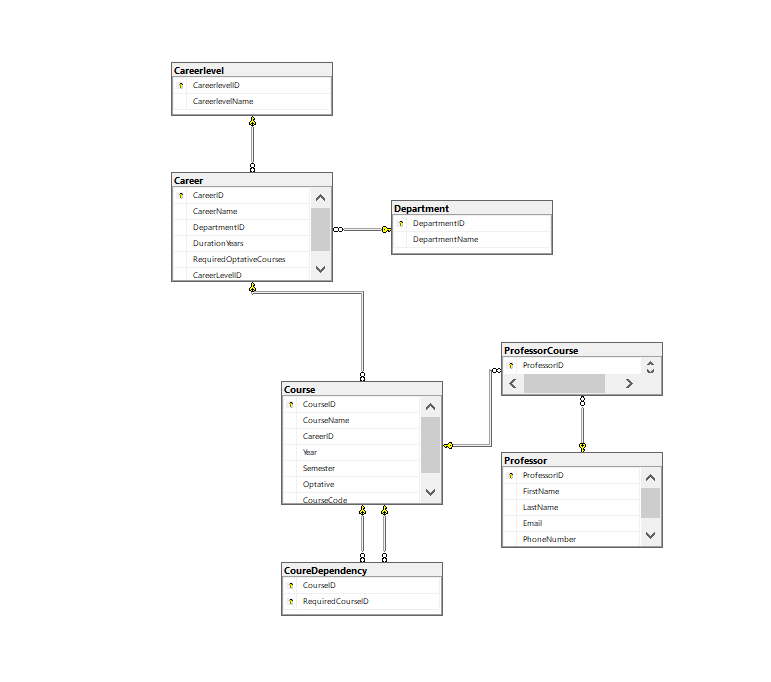 Careerlevel
CareerlevelID
CareerlevelName
Career
CareerID
CareerName
DepartmentID
DurationYears
RequiredOptativeCourses
CareerLevelID
Department
DepartmentID
DepartmentName
ProfessorCourse
ProfessorID
Course
CourseID
CourseName
CareerID
Year
Semester
Optative
CourseCode
Professor
ProfessorID
FirstName
LastName
Email
PhoneNumber
CoureDependency
CourseID
RequiredCourseID